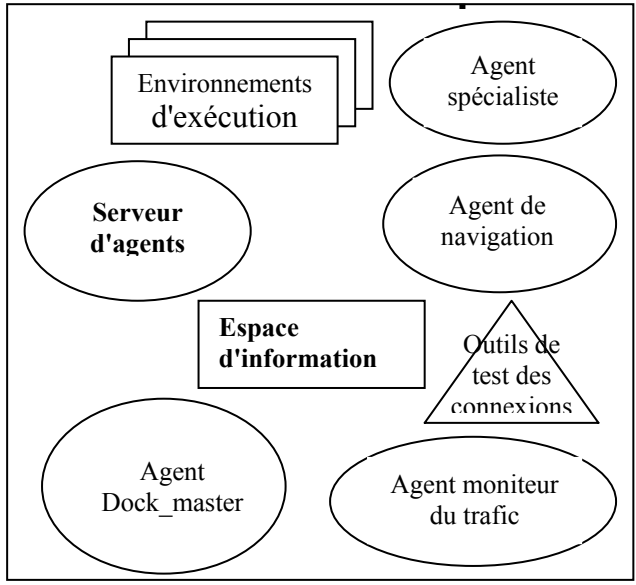 Environnements
d'exécution
Agent
spécialiste
Serveur
d'agents
Agent de
navigation
Espace
d'information
Outils de
test des
connexions
Agent
Dock_master
Agent moniteur
du trafic